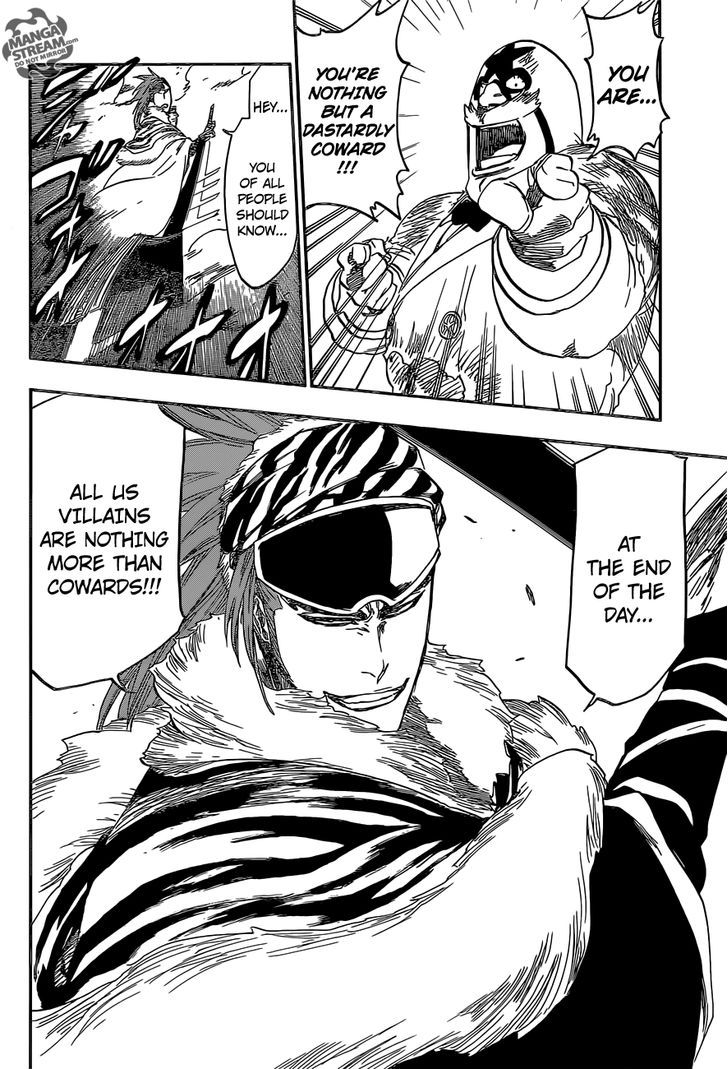 MANGA
STREAM.com
DO NOT MIRROR
YOU
ARE...
YOU'RE
NOTHING
BUT A
DASTARDLY
COWARD
!!!
HEY...
YOU
OF ALL
PEOPLE
SHOULD
KNOW...
AT
THE END
OF THE
DAY...
ALL US
VILLAINS
ARE NOTHING
MORE THAN
COWARDS!!!